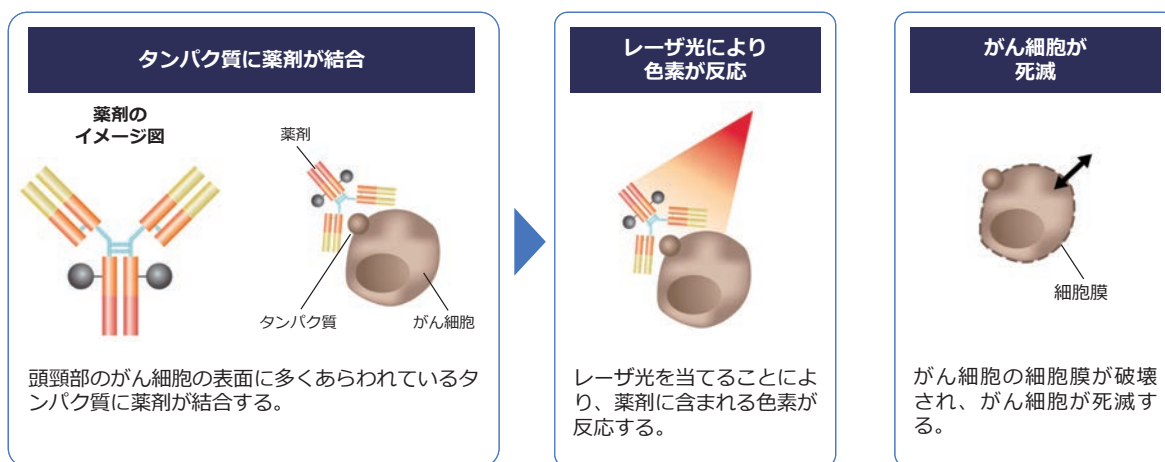 タンパク質に薬剤が結合
薬剤の
イメージ図
薬剤
タンパク質
がん細胞
頭頸部のがん細胞の表面に多くあらわれているタ
ンパク質に薬剤が結合する。
レーザ光により
色素が反応
レーザ光を当てることによ
り、薬剤に含まれる色素が
反応する。
がん細胞が
死滅
細胞膜
がん細胞の細胞膜が破壊
され、がん細胞が死滅す
る。